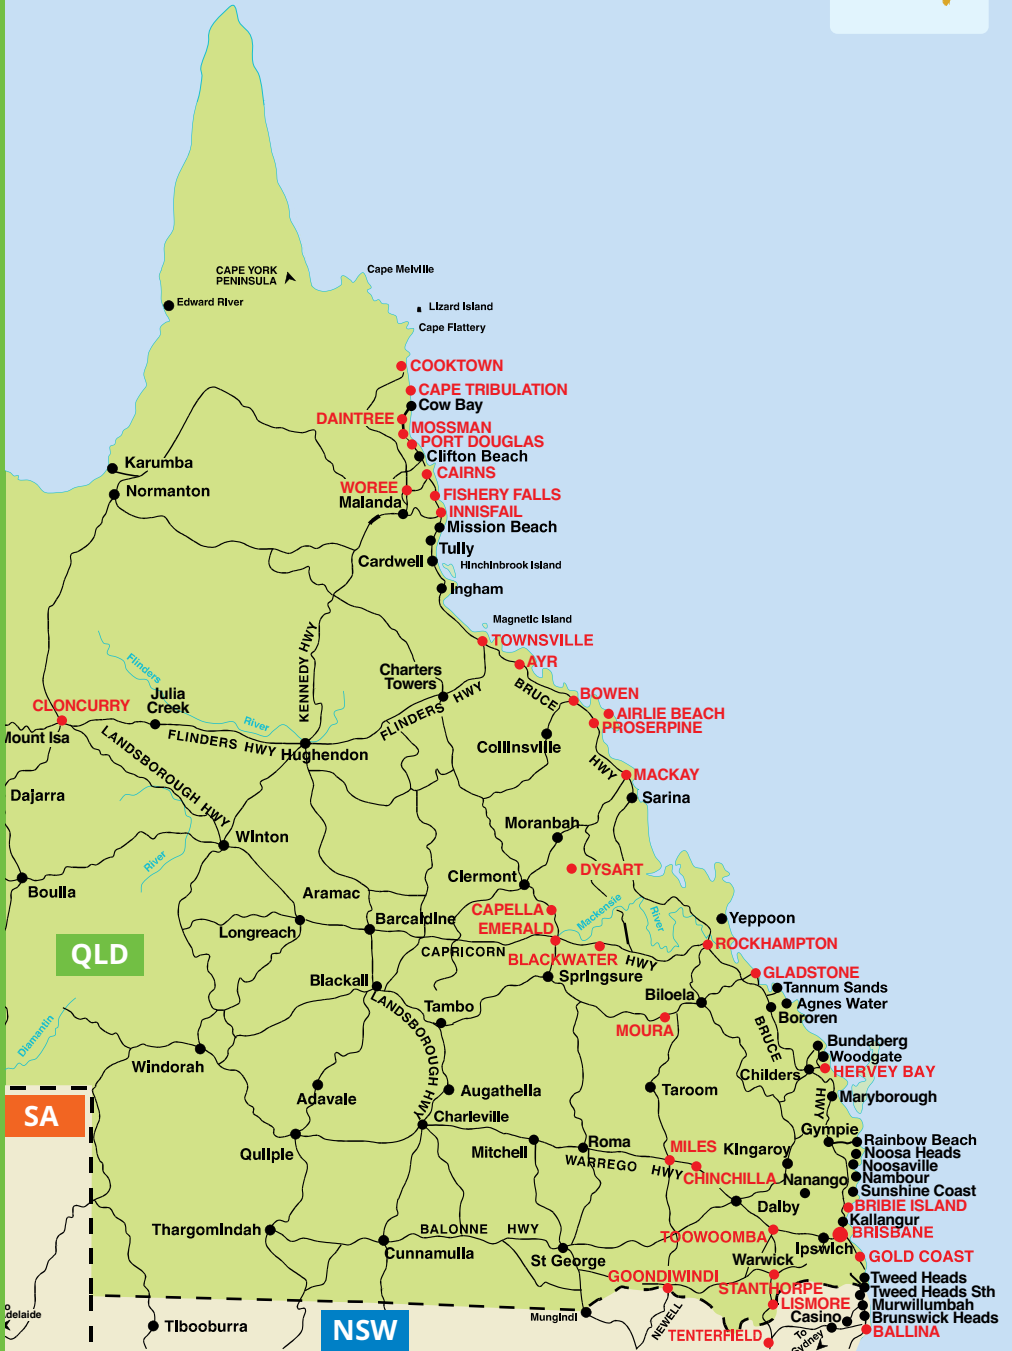 CAPE YORK
PENINSULA
Cape Melville
Edward River
Lizard Island
Cape Flattery
COOKTOWN
CAPE TRIBULATION
Cow Bay
DAINTREE
MOSSMAN
PORT DOUGLAS
Clifton Beach
Karumba
CAIRNS
Normanton
WOREE
FISHERY FALLS
Malanda
INNISFAIL
Mission Beach
Tully
Cardwell
Hinchinbrook Island
Ingham
Magnetic Island
TOWNSVILLE
KENNEDY HWY
Flinders
AYR
Charters
Towers
FLINDERS HWY
BRUCE
BOWEN
Julia
Creek
CLONCURRY
River
AIRLIE BEACH
PROSERPINE
Mount Isa
FLINDERS HWY
Hughendon
Collinsville
LANDSBOROUGH HWY
HWY
MACKAY
Dajarra
Sarina
Moranbah
Winton
River
DYSART
Clermont
Boulia
Aramac
CAPELLA
Mackensie
River
Barcaldine
Yeppoon
Longreach
EMERALD
ROCKHAMPTON
QLD
CAPRICORN
BLACKWATER
HWY
GLADSTONE
Springsure
Blackall
Tannum Sands
Biloela
Agnes Water
LANDSBOROUGH HWY
Tambo
Bororen
MOURA
Diamantin
BRUCE
Bundaberg
Woodgate
Windorah
Childers
HERVEY BAY
Adavale
Augathella
Taroom
HWY
Maryborough
SA
Charleville
Gympie
Quilpie
Mitchell
Roma
Rainbow Beach
MILES
Kingaroy
Noosa Heads
WARREGO HWY
Noosaville
CHINCHILLA
Nanango
Nambour
Sunshine Coast
Dalby
BRIBIE ISLAND
Kallangur
Thargomindah
BALONNE HWY
TOOWOOMBA
BRISBANE
Cunnamulla
Ipswich
St George
Warwick
GOLD COAST
GOONDIWINDI
STANTHORPE
Tweed Heads
Tweed Heads Sth
LISMORE
Murwillumbah
Mungindi
Casino
Brunswick Heads
delaide
Tibooburra
NSW
NEWELL
TENTERFIELD
To
Sydney
BALLINA